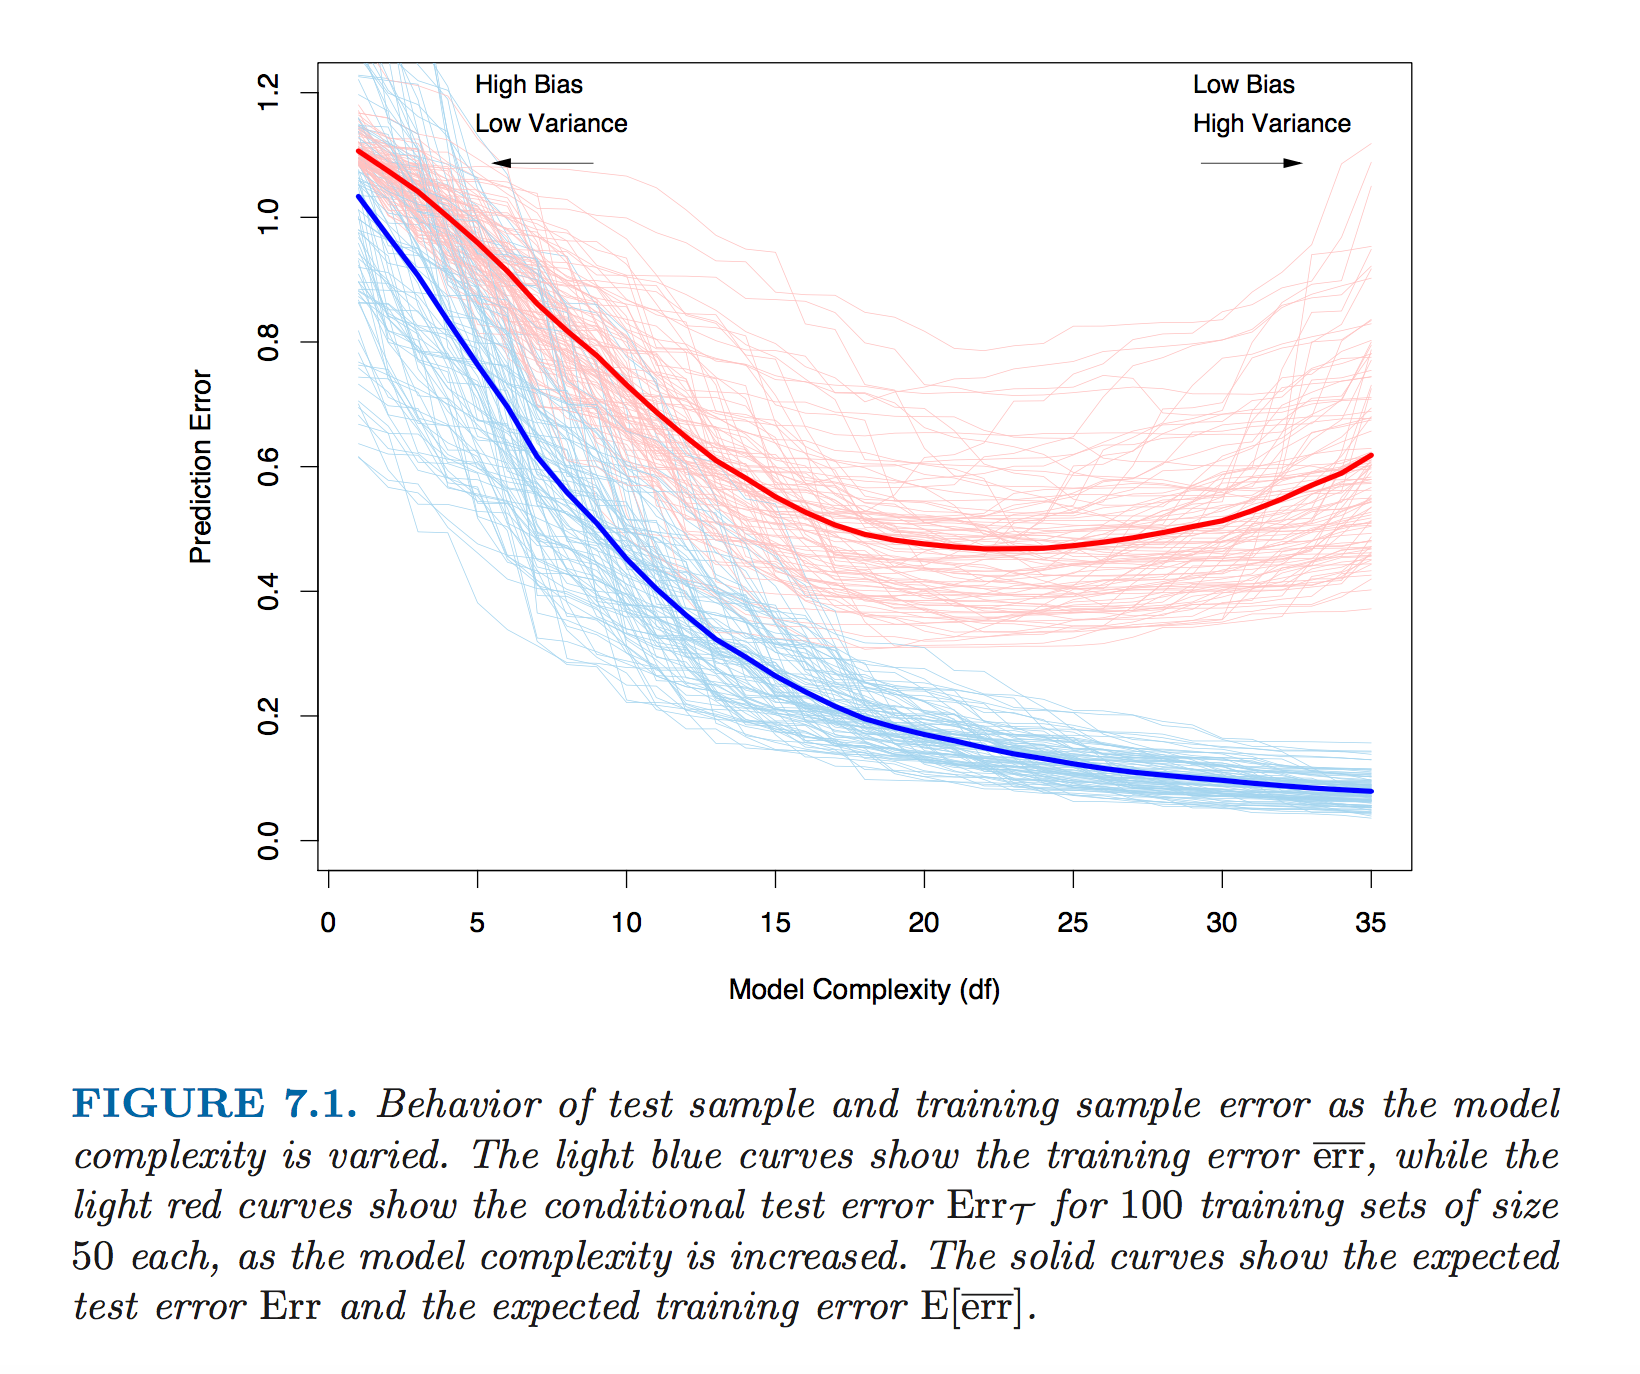 High Bias
Low Variance
Low Bias
High Variance
Prediction Error
0.0 0.2 0.4 0.6 0.8 1.0 1.2
0 5 10 15 20 25 30 35
Model Complexity (df)
FIGURE 7.1. Behavior of test sample and training sample error as the model
complexity is varied. The light blue curves show the training error e̅r̅r̅, while the
light red curves show the conditional test error Err𝒯 for 100 training sets of size
50 each, as the model complexity is increased. The solid curves show the expected
test error Err and the expected training error E[e̅r̅r̅].